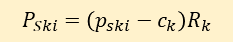 P_{Ski} = (p_{ski} − c_k)R_k